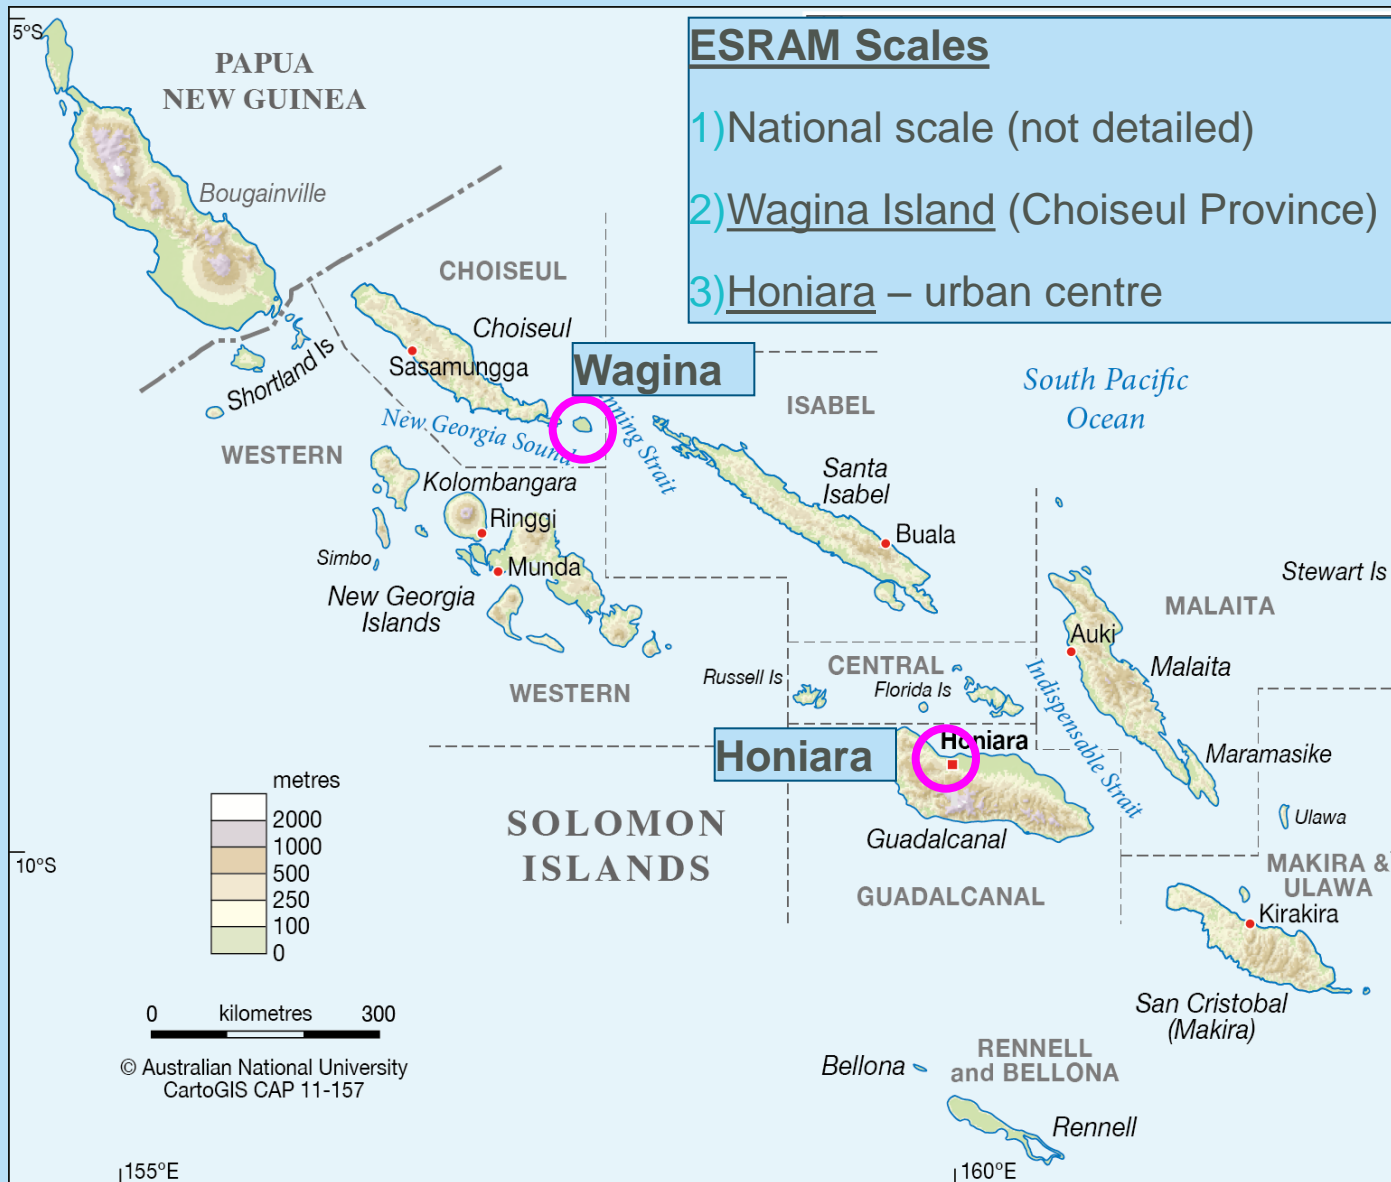 5°S
PAPUA
NEW GUINEA
Bougainville
ESRAM Scales
1)National scale (not detailed)
2)Wagina Island (Choiseul Province)
3)Honiara – urban centre
CHOISEUL
Choiseul
Sasamungga
Shortland Is
Wagina
ISABEL
South Pacific
Ocean
New Georgia Sound
Strait
WESTERN
Kolombangara
Santa
Isabel
Ringgi
Buala
Simbo
Munda
New Georgia
Islands
Stewart Is
MALAITA
Auki
Malaita
CENTRAL
Russell Is
Florida Is
Indispensable Strait
WESTERN
Honiara
Honiara
Maramasike
metres
2000
1000
500
250
100
0
SOLOMON
ISLANDS
Guadalcanal
Ulawa
10°S
GUADALCANAL
MAKIRA &
ULAWA
Kirakira
San Cristobal
(Makira)
0 kilometres 300
© Australian National University
CartoGIS CAP 11-157
RENNELL
and BELLONA
Bellona
Rennell
155°E
160°E